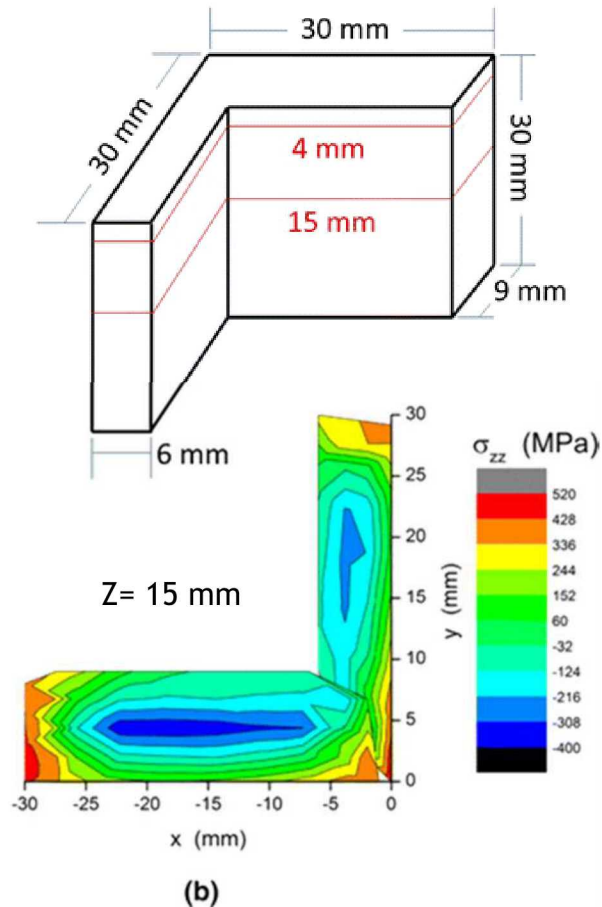 30 mm
30 mm
30 mm
4 mm
15 mm
9 mm
6 mm
Z= 15 mm
30
25
20
15
10
5
0
y (mm)
-30 -25 -20 -15 -10 -5 0
x (mm)
σzz (MPa)
520
428
336
244
152
60
-32
-124
-216
-308
-400
(b)